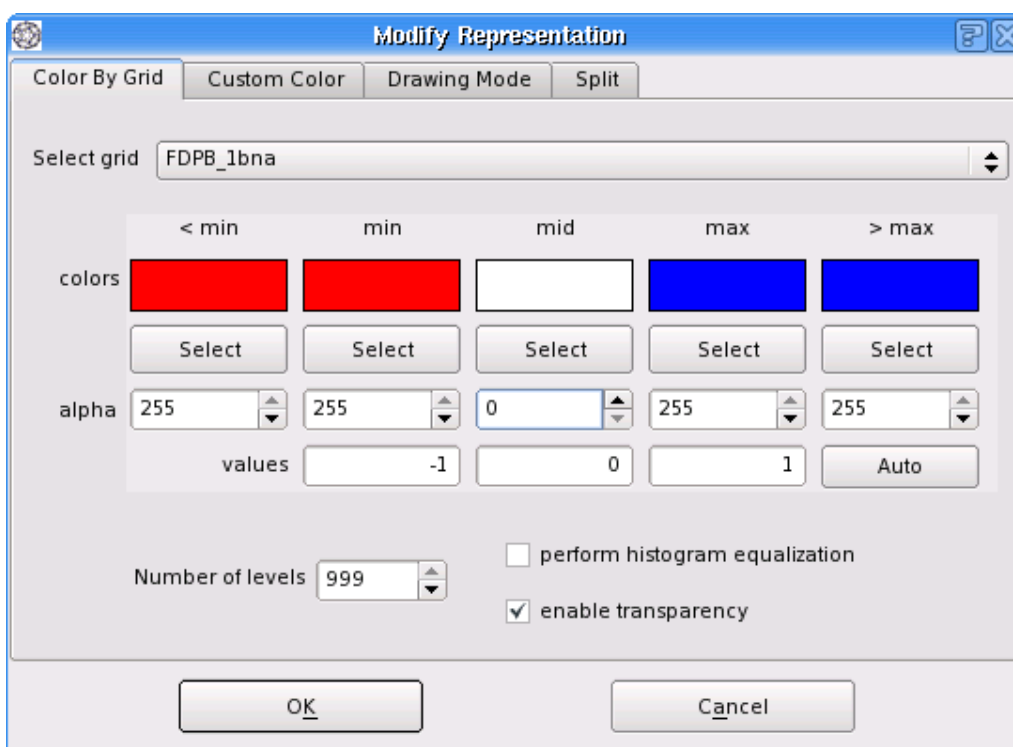 Modify Representation
Color By Grid Custom Color Drawing Mode Split
Select grid FDPB_1bna
< min min mid max > max
colors
Select Select Select Select Select
alpha 255 255 0 255 255
values -1 0 1 Auto
perform histogram equalization
Number of levels 999
enable transparency
OK Cancel